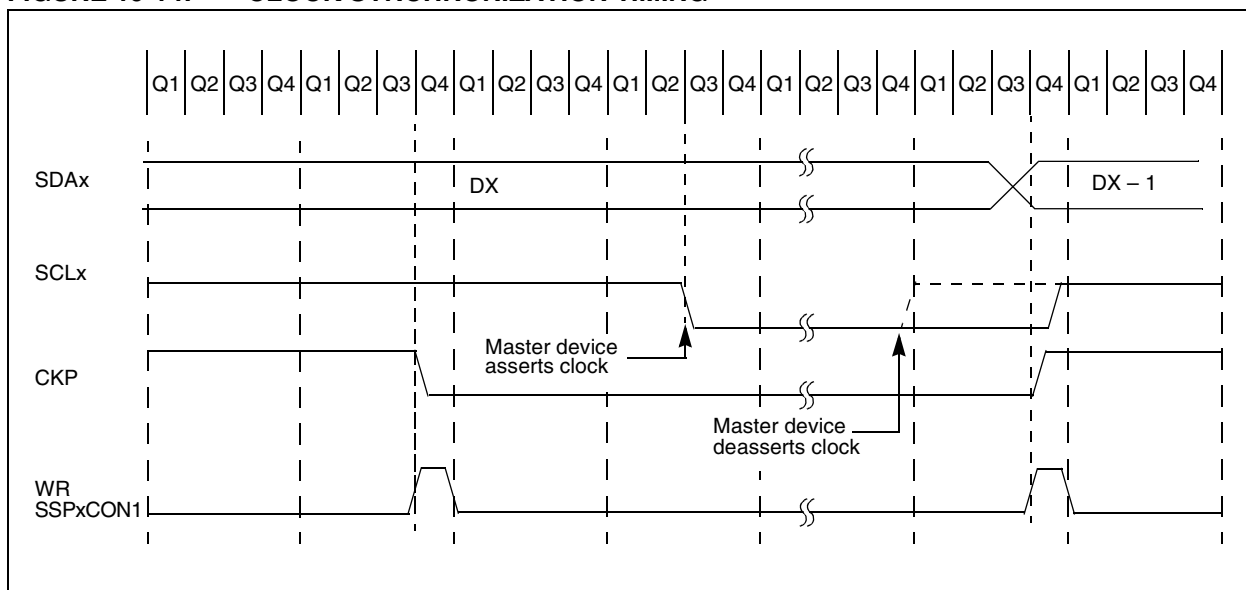 FIGURE CLOCK SYNCHRONIZATION TIMING
Q1 Q2 Q3 Q4 Q1 Q2 Q3 Q4 Q1 Q2 Q3 Q4 Q1 Q2 Q3 Q4 Q1 Q2 Q3 Q4 Q1 Q2 Q3 Q4 Q1 Q2 Q3 Q4
SDAx
DX
DX – 1
SCLx
Master device
asserts clock
CKP
Master device
deasserts clock
WR
SSPxCON1